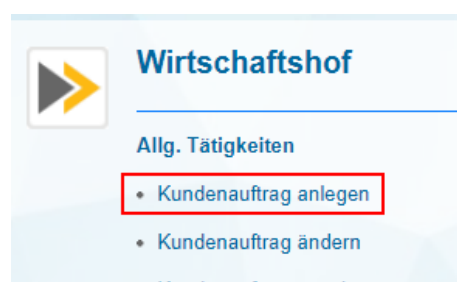 Wirtschaftshof
Allg. Tätigkeiten
Kundenauftrag anlegen
Kundenauftrag ändern